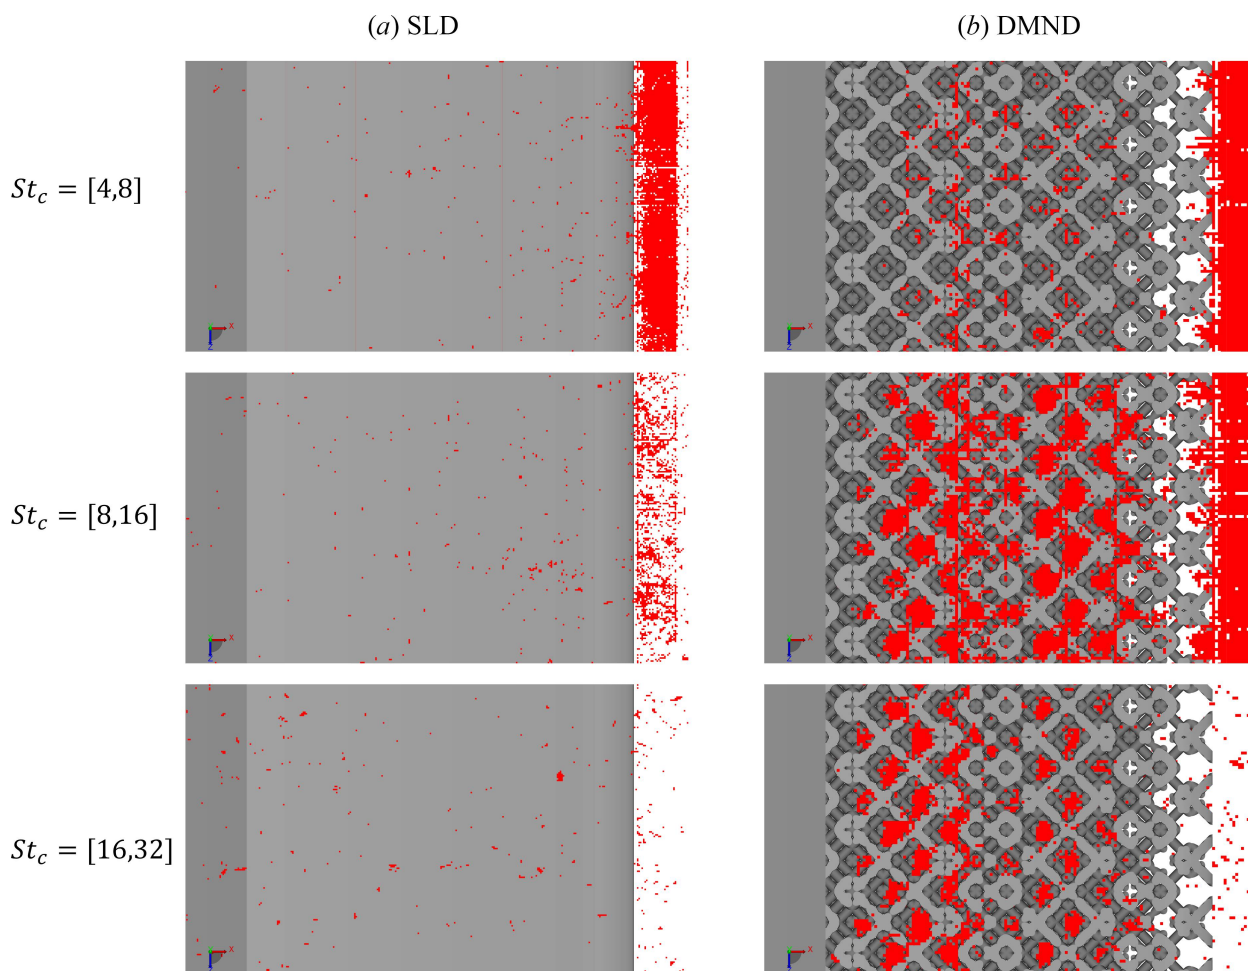 (a) SLD
(b) DMND
St_c = [4,8]
X
Z
X
Z
St_c = [8,16]
X
Z
X
Z
St_c = [16,32]
X
Z
X
Z